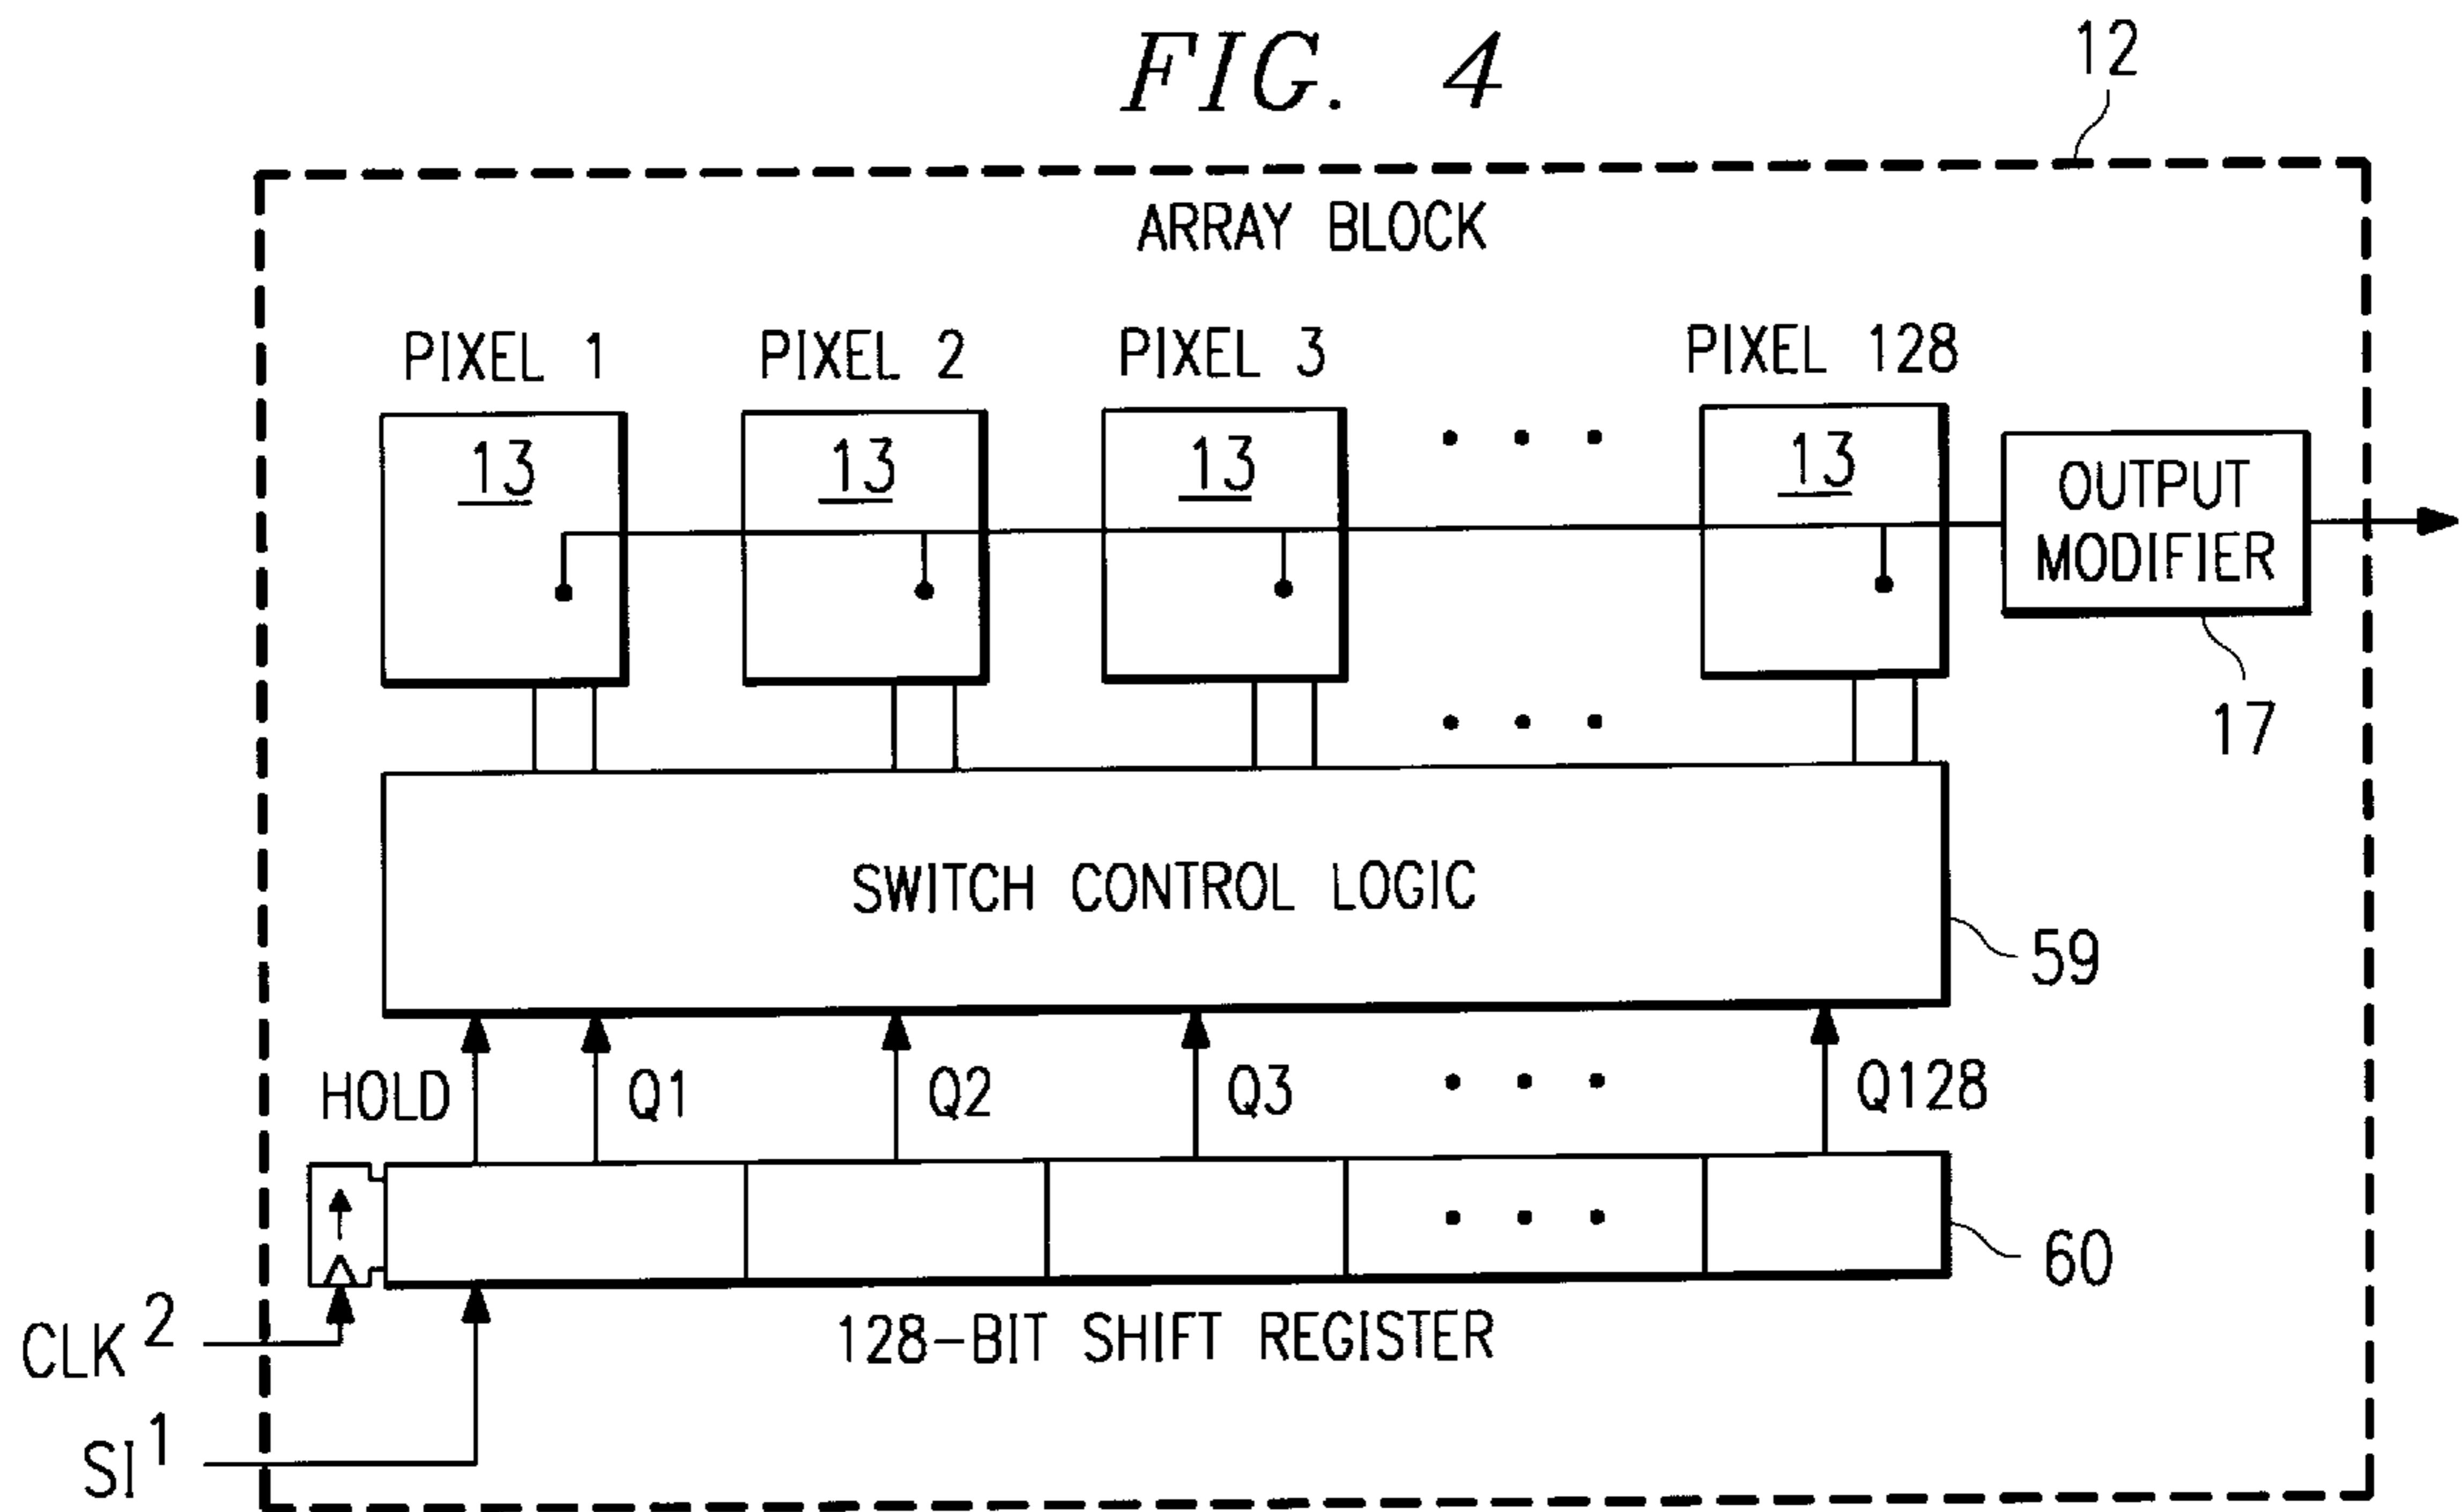 FIG. 4
12
ARRAY BLOCK
PIXEL 1
PIXEL 2
PIXEL 3
PIXEL 128
13
13
13
13
OUTPUT
MODIFIER
17
SWITCH CONTROL LOGIC
59
HOLD
Q1
Q2
Q3
Q128
60
CLK 2
128-BIT SHIFT REGISTER
SI 1